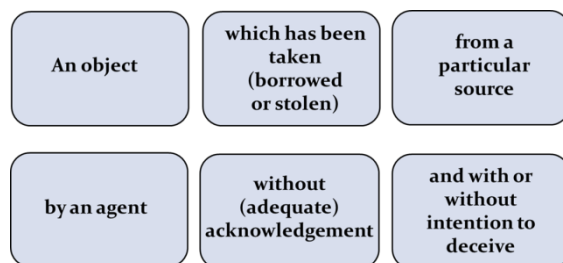 An object
which has been
taken
(borrowed
or stolen)
from a
particular
source
by an agent
without
(adequate)
acknowledgement
and with or
without
intention to
deceive